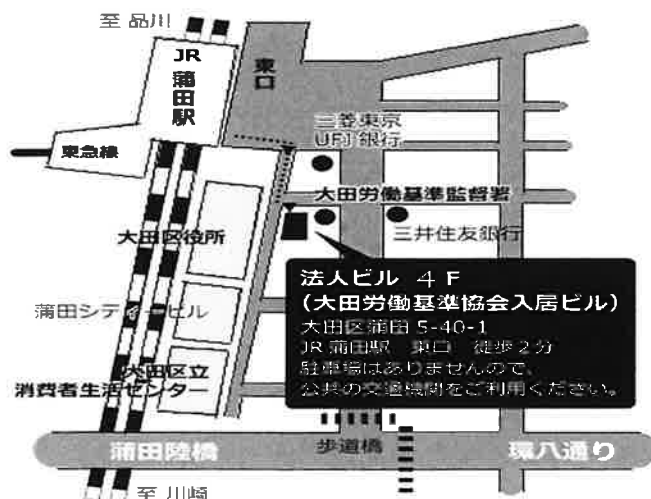 至 品川
JR
蒲田駅
東口
三菱東京
UFJ 銀行
東急線
大田労働基準監督署
大田区役所
三井住友銀行
法人ビル 4 F
(大田労働基準協会入居ビル)
大田区蒲田 5-40-1
JR 蒲田駅 東口 徒歩２分
駐車場はありませんので、
公共の交通機関をご利用ください。
蒲田シティービル
大田区立
消費者生活センター
蒲田陸橋
歩道橋
環八通り
至 川崎